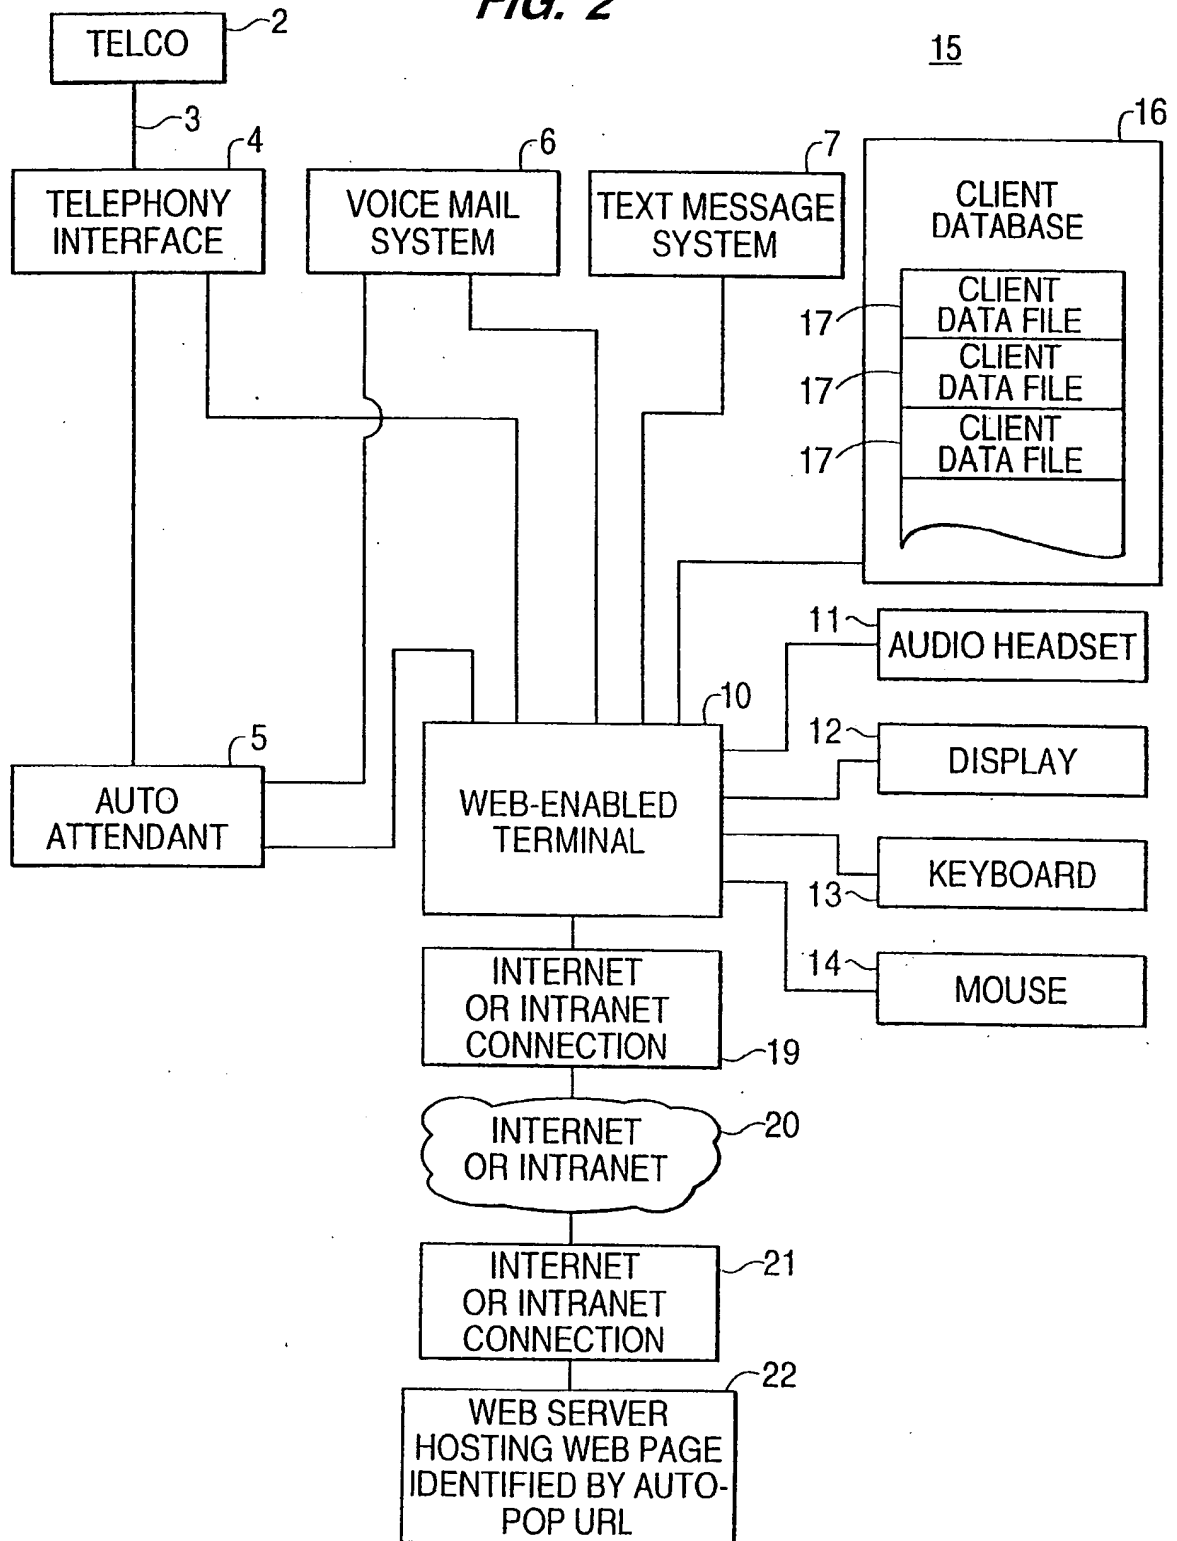 FIG. 2
15
TELCO
2
3
4
TELEPHONY
INTERFACE
6
VOICE MAIL
SYSTEM
7
TEXT MESSAGE
SYSTEM
16
CLIENT
DATABASE
17
CLIENT
DATA FILE
17
CLIENT
DATA FILE
17
CLIENT
DATA FILE
11
AUDIO HEADSET
12
DISPLAY
KEYBOARD
13
14
MOUSE
5
AUTO
ATTENDANT
10
WEB-ENABLED
TERMINAL
INTERNET
OR INTRANET
CONNECTION
19
INTERNET
OR INTRANET
20
INTERNET
OR INTRANET
CONNECTION
21
22
WEB SERVER
HOSTING WEB PAGE
IDENTIFIED BY AUTO-
POP URL